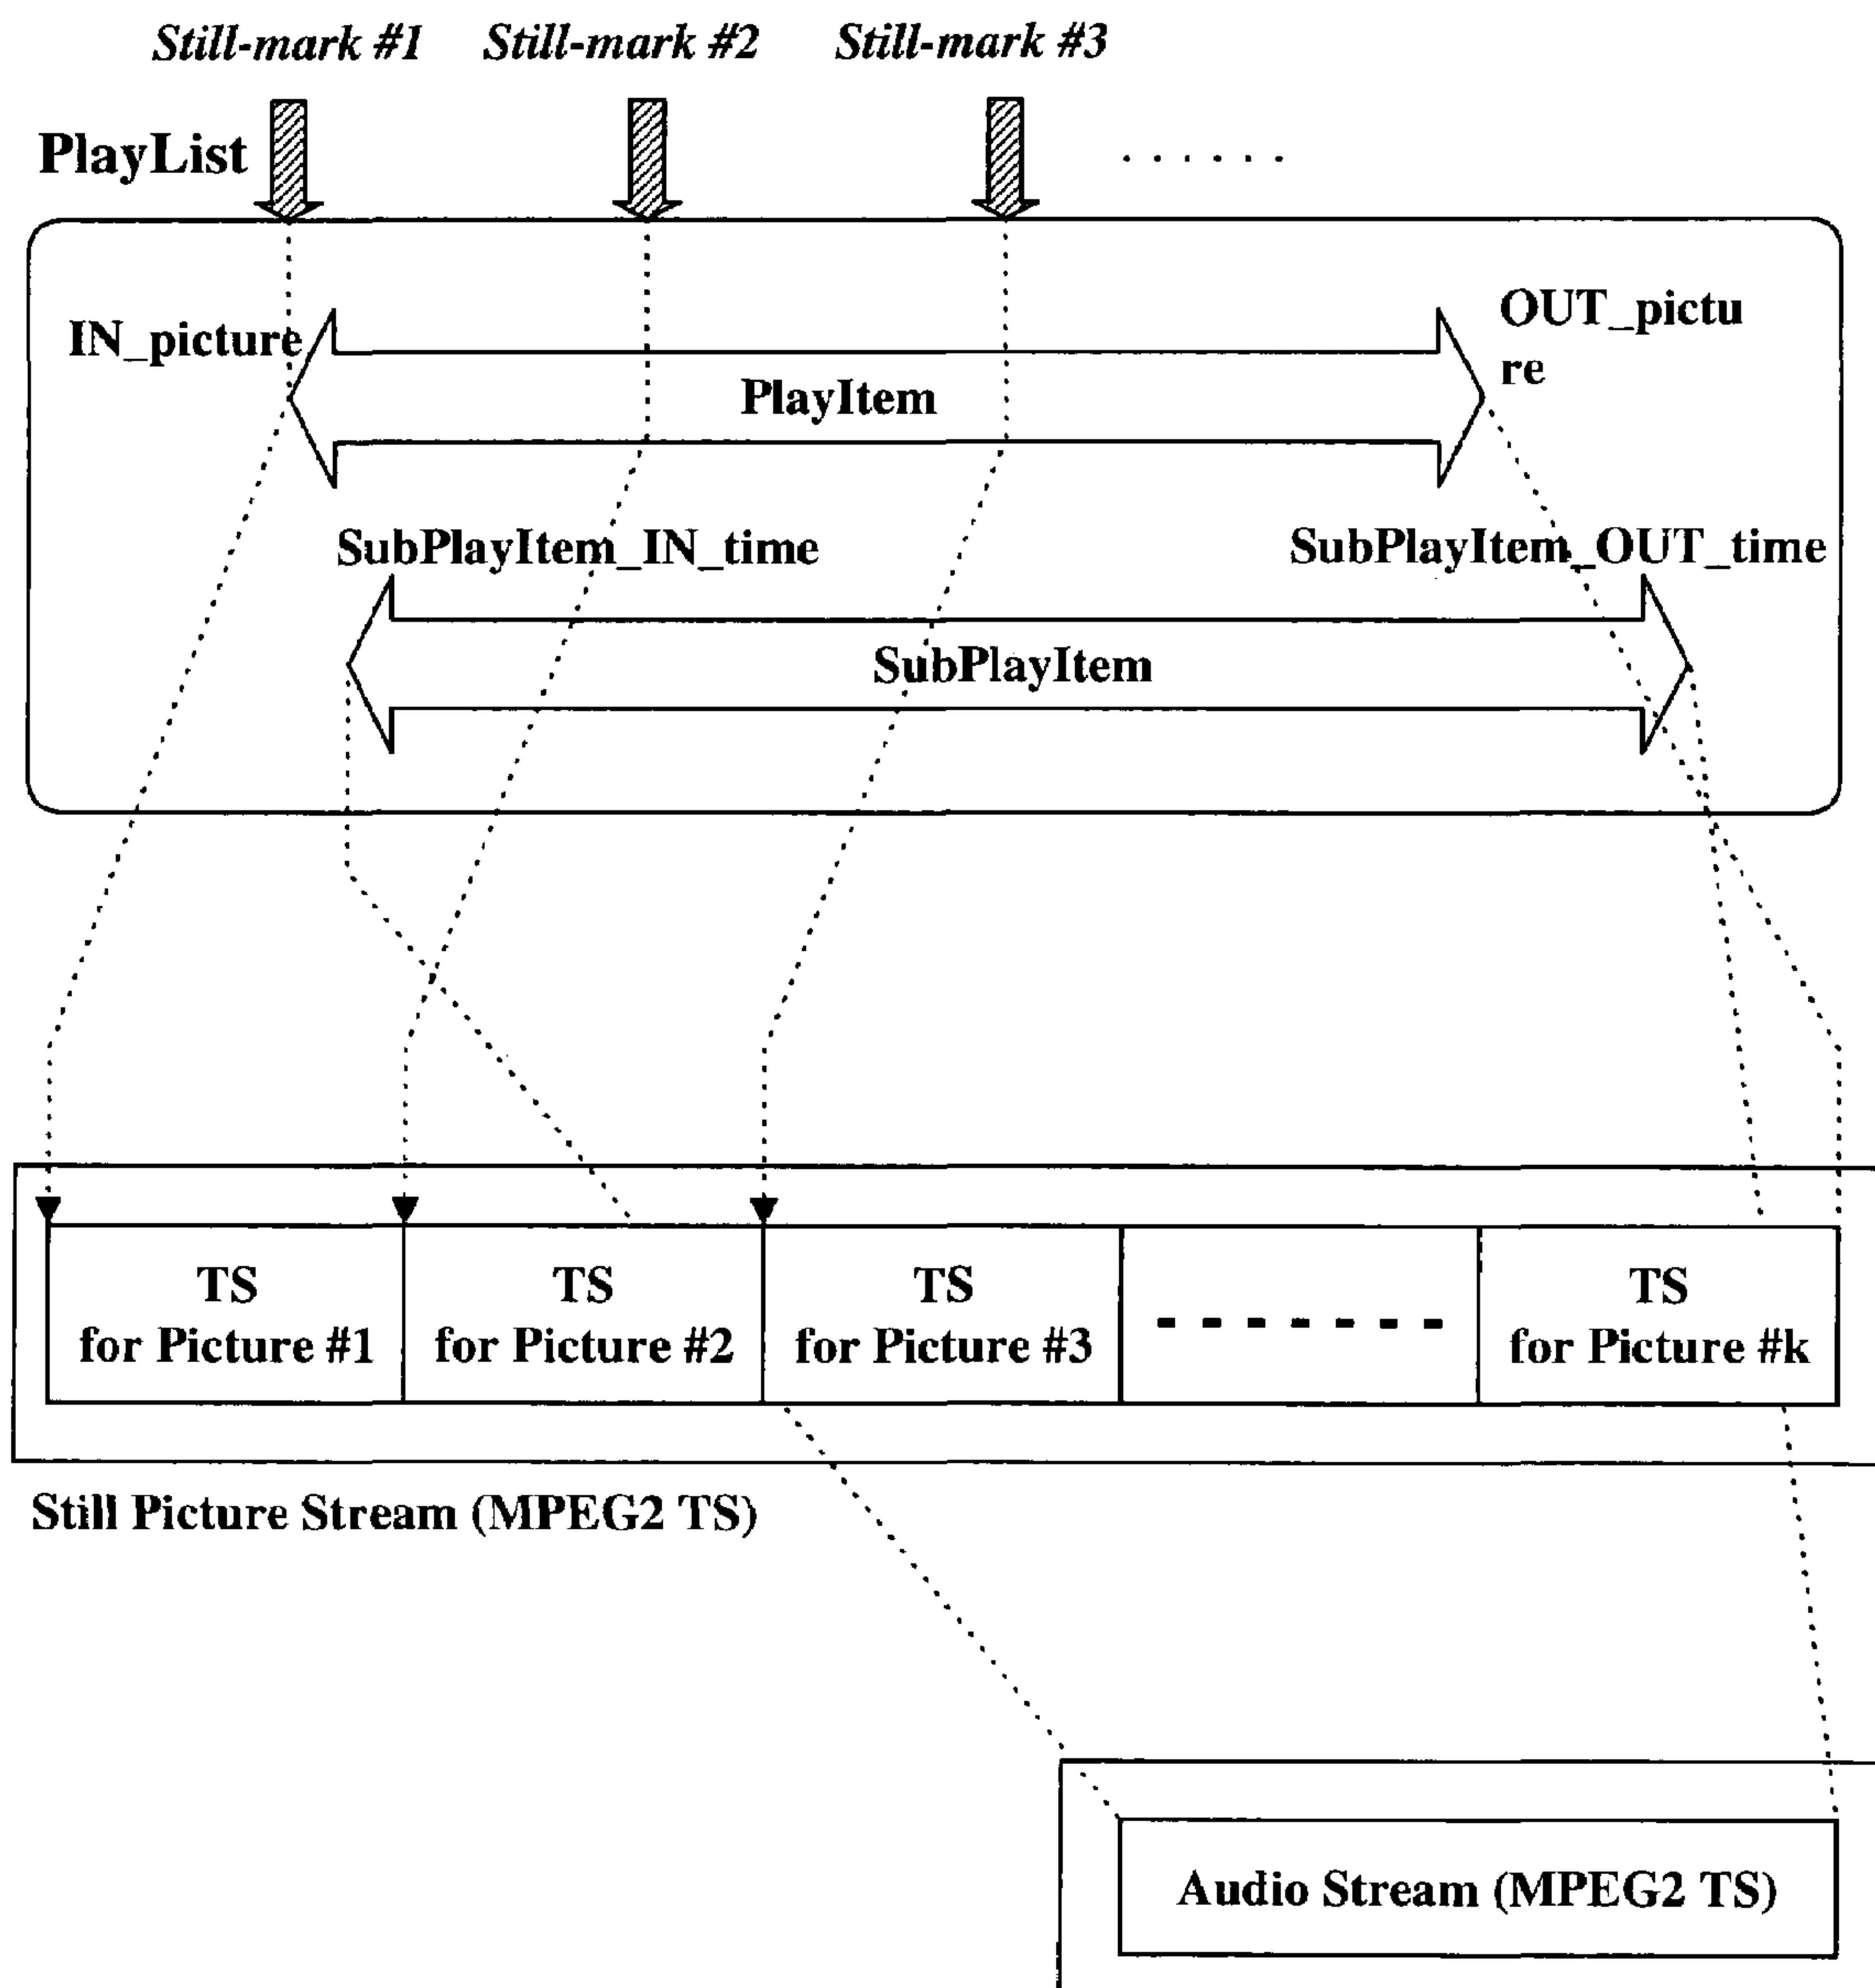 Still-mark #1 Still-mark #2 Still-mark #3
PlayList
IN_picture
OUT_pictu
re
PlayItem
SubPlayItem_IN_time
SubPlayItem_OUT_time
SubPlayItem
TS
for Picture #1
TS
for Picture #2
TS
for Picture #3
TS
for Picture #k
Still Picture Stream (MPEG2 TS)
Audio Stream (MPEG2 TS)